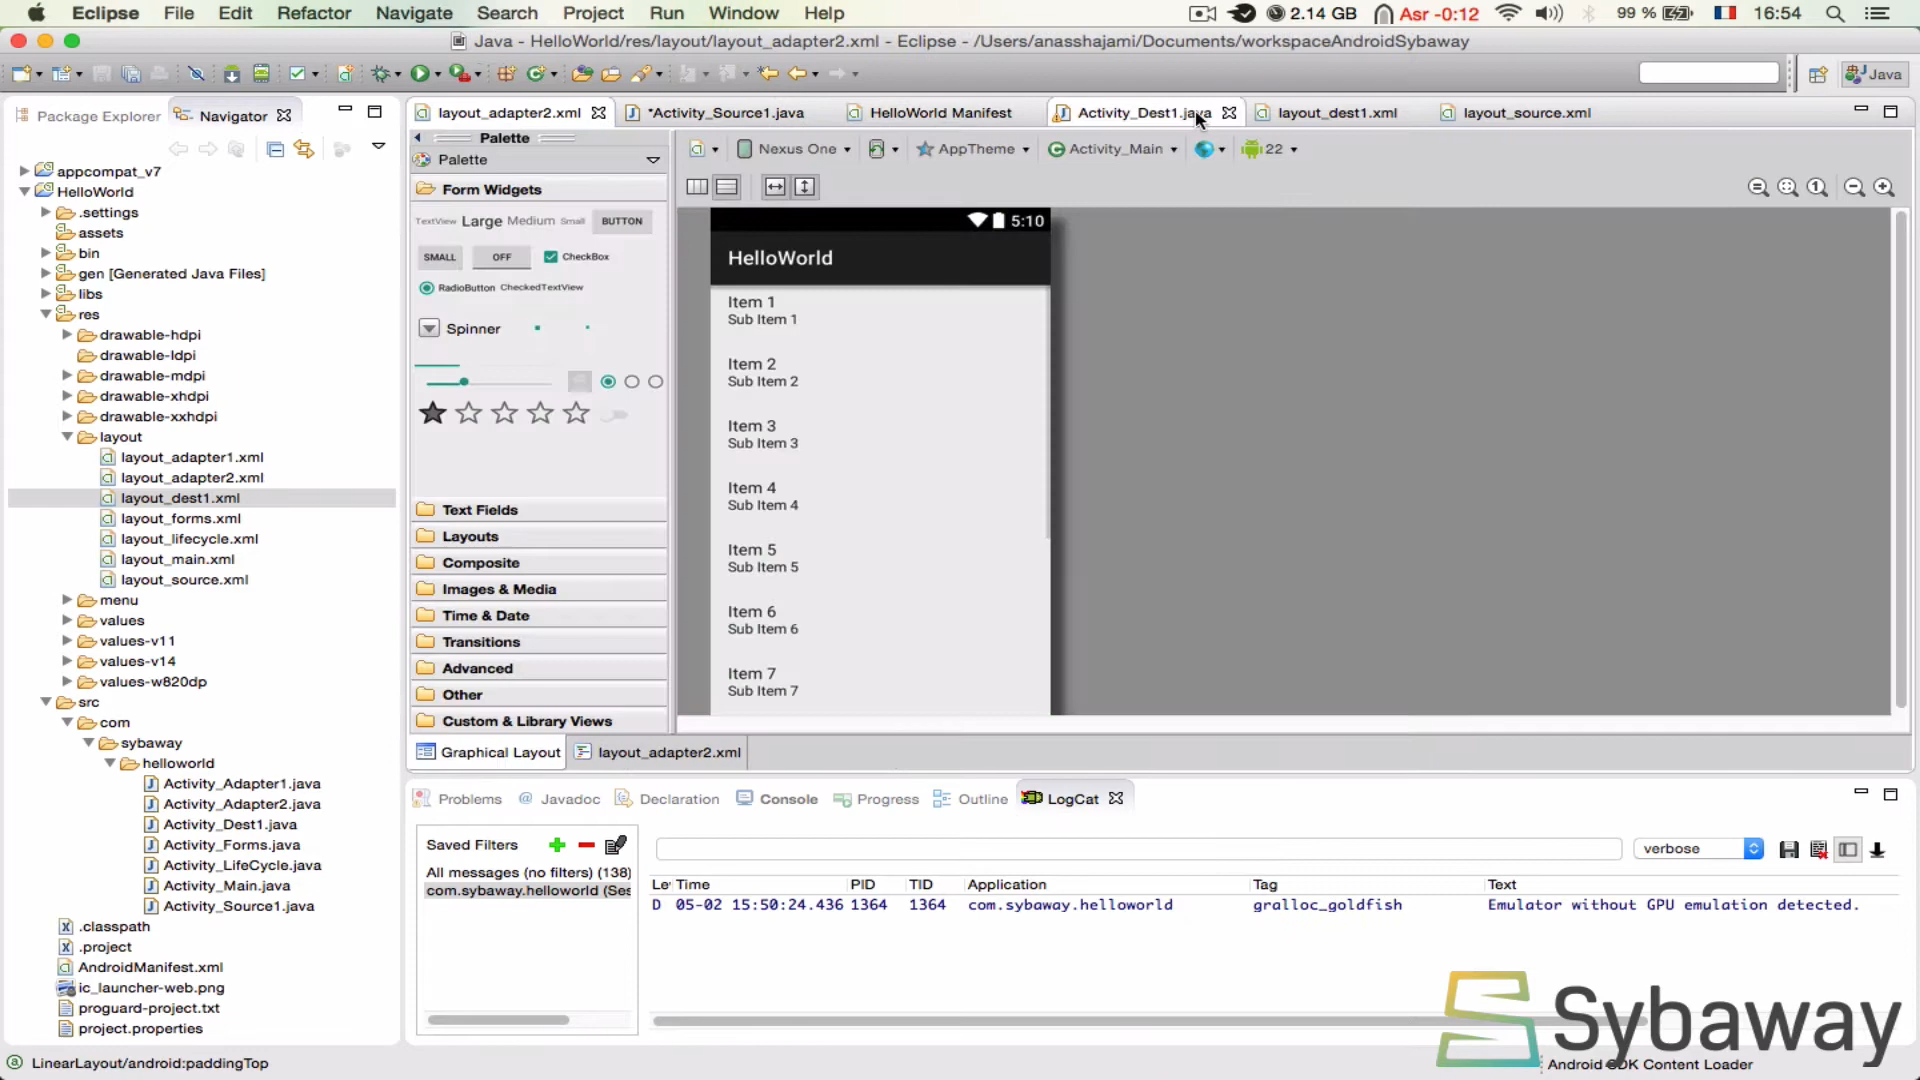 Eclipse File Edit Refactor Navigate Search Project Run Window Help 2.14 GB Asr -0:12 99 % 16:54
Java - HelloWorld/res/layout/layout_adapter2.xml - Eclipse - /Users/anasshajami/Documents/workspaceAndroidSybaway
Java
Package Explorer Navigator
layout_adapter2.xml *Activity_Source1.java HelloWorld Manifest Activity_Dest1.java layout_dest1.xml layout_source.xml
appcompat_v7
HelloWorld
.settings
assets
bin
gen [Generated Java Files]
libs
res
drawable-hdpi
drawable-ldpi
drawable-mdpi
drawable-xhdpi
drawable-xxhdpi
layout
layout_adapter1.xml
layout_adapter2.xml
layout_dest1.xml
layout_forms.xml
layout_lifecycle.xml
layout_main.xml
layout_source.xml
menu
values
values-v11
values-v14
values-w820dp
src
com
sybaway
helloworld
Activity_Adapter1.java
Activity_Adapter2.java
Activity_Dest1.java
Activity_Forms.java
Activity_LifeCycle.java
Activity_Main.java
Activity_Source1.java
.classpath
.project
AndroidManifest.xml
ic_launcher-web.png
proguard-project.txt
project.properties
Palette
Palette
Form Widgets
TextView Large Medium Small BUTTON
SMALL OFF CheckBox
RadioButton CheckedTextView
Spinner
Text Fields
Layouts
Composite
Images & Media
Time & Date
Transitions
Advanced
Other
Custom & Library Views
Graphical Layout layout_adapter2.xml
Nexus One AppTheme Activity_Main 22
5:10
HelloWorld
Item 1
Sub Item 1
Item 2
Sub Item 2
Item 3
Sub Item 3
Item 4
Sub Item 4
Item 5
Sub Item 5
Item 6
Sub Item 6
Item 7
Sub Item 7
Problems @ Javadoc Declaration Console Progress Outline LogCat
Saved Filters
All messages (no filters) (138)
com.sybaway.helloworld (Ses
verbose
Le Time PID TID Application Tag Text
D 05-02 15:50:24.436 1364 1364 com.sybaway.helloworld gralloc_goldfish Emulator without GPU emulation detected.
Sybaway
LinearLayout/android:paddingTop
Android SDK Content Loader